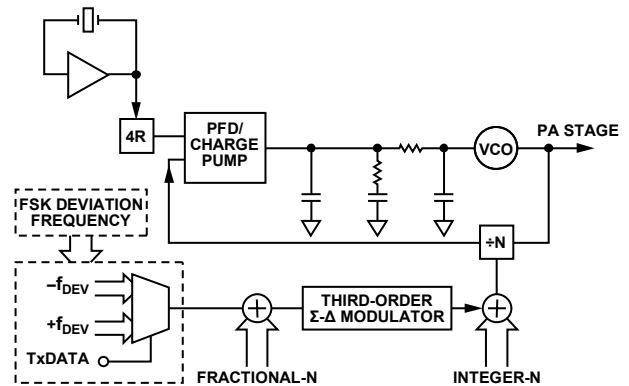 4R
PFD/
CHARGE
PUMP
VCO
PA STAGE
FSK DEVIATION
FREQUENCY
÷N
–fDEV
+fDEV
TxDATA
THIRD-ORDER
Σ-Δ MODULATOR
FRACTIONAL-N
INTEGER-N